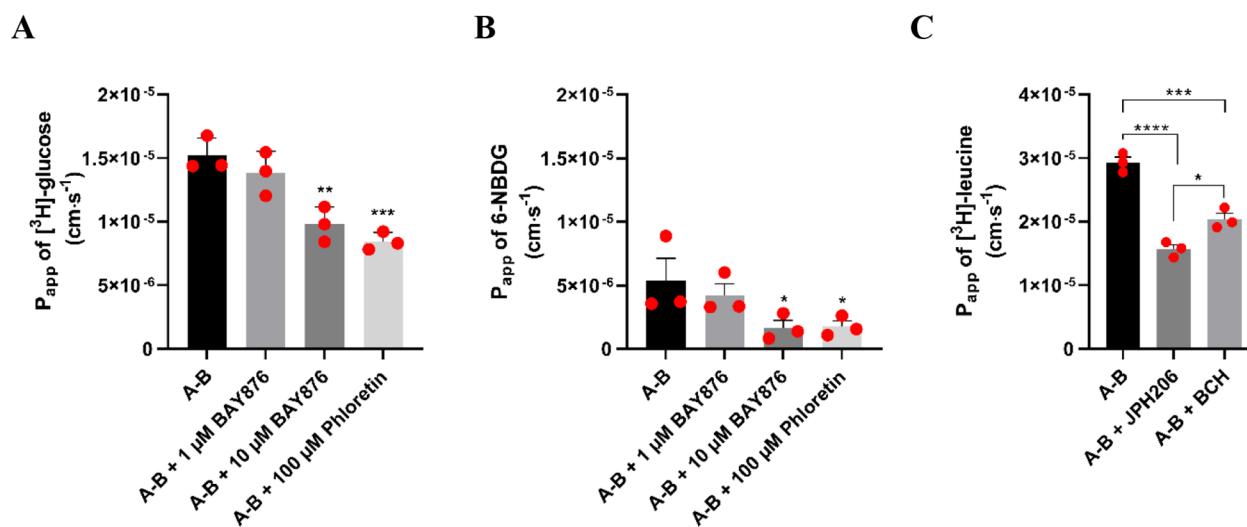 A
P_app of [³H]-glucose
(cm·s⁻¹)
2×10⁻⁵
1.5×10⁻⁵
1×10⁻⁵
5×10⁻⁶
0
**
***
A-B
A-B + 1 μM BAY876
A-B + 10 μM BAY876
A-B + 100 μM Phloretin
B
P_app of 6-NBDG
(cm·s⁻¹)
2×10⁻⁵
1.5×10⁻⁵
1×10⁻⁵
5×10⁻⁶
0
*
*
A-B
A-B + 1 μM BAY876
A-B + 10 μM BAY876
A-B + 100 μM Phloretin
C
P_app of [³H]-leucine
(cm·s⁻¹)
4×10⁻⁵
3×10⁻⁵
2×10⁻⁵
1×10⁻⁵
0
***
****
*
A-B
A-B + JPH206
A-B + BCH